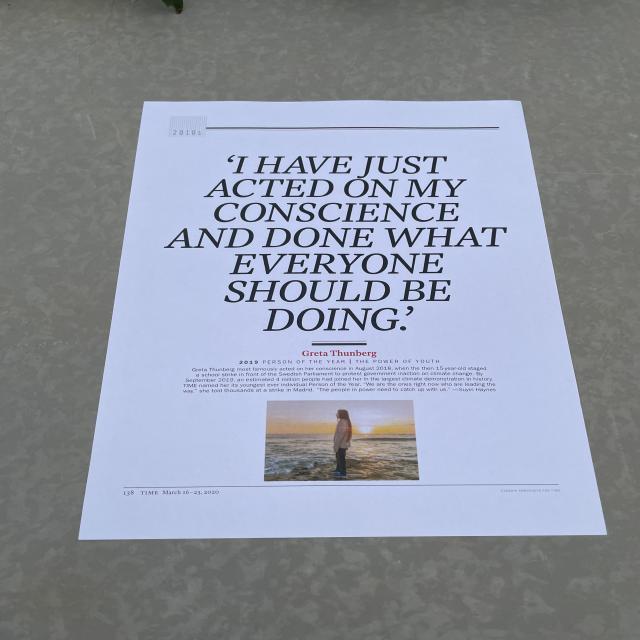 2010s
‘I HAVE JUST
ACTED ON MY
CONSCIENCE
AND DONE WHAT
EVERYONE
SHOULD BE
DOING.’
Greta Thunberg
2019 PERSON OF THE YEAR | THE POWER OF YOUTH
Greta Thunberg most famously acted on her conscience in August 2018, when the then 15-year-old staged
a school strike in front of the Swedish Parliament to protest government inaction on climate change. By
September 2019, an estimated 4 million people had joined her in the largest climate demonstration in history.
TIME named her its youngest ever individual Person of the Year. “We are the ones right now who are leading the
way,” she told thousands at a strike in Madrid. “The people in power need to catch up with us.” —Suyin Haynes
138 TIME March 16–23, 2020
FOR TIME